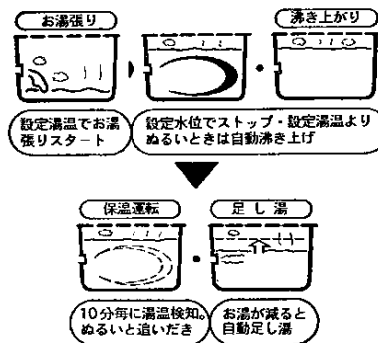 お湯張り
沸き上がり
設定湯温でお湯
張りスタート
設定水位でストップ・設定湯温より
ぬるいときは自動沸き上げ
保温運転
足し湯
10分毎に湯温検知。
ぬるいと追いだき
お湯が減ると
自動足し湯